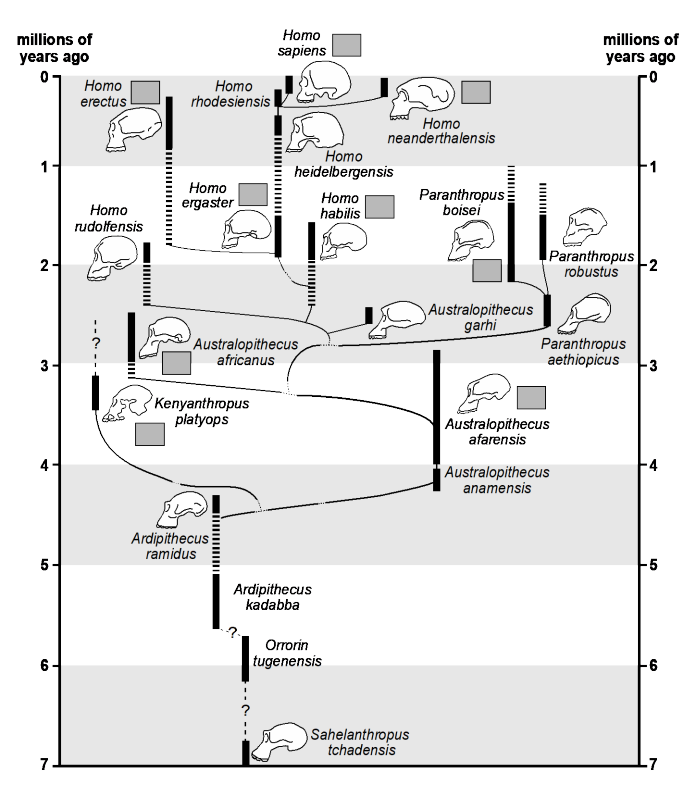 Homo
sapiens
millions of
years ago
millions of
years ago
0
0
Homo
erectus
Homo
rhodesiensis
Homo
neanderthalensis
Homo
heidelbergensis
1
1
Homo
ergaster
Homo
habilis
Paranthropus
boisei
Homo
rudolfensis
Paranthropus
robustus
2
2
Australopithecus
garhi
?
Australopithecus
africanus
Paranthropus
aethiopicus
3
3
Kenyanthropus
platyops
Australopithecus
afarensis
4
4
Australopithecus
anamensis
Ardipithecus
ramidus
5
5
Ardipithecus
kadabba
?
Orrorin
tugenensis
6
6
?
Sahelanthropus
tchadensis
7
7